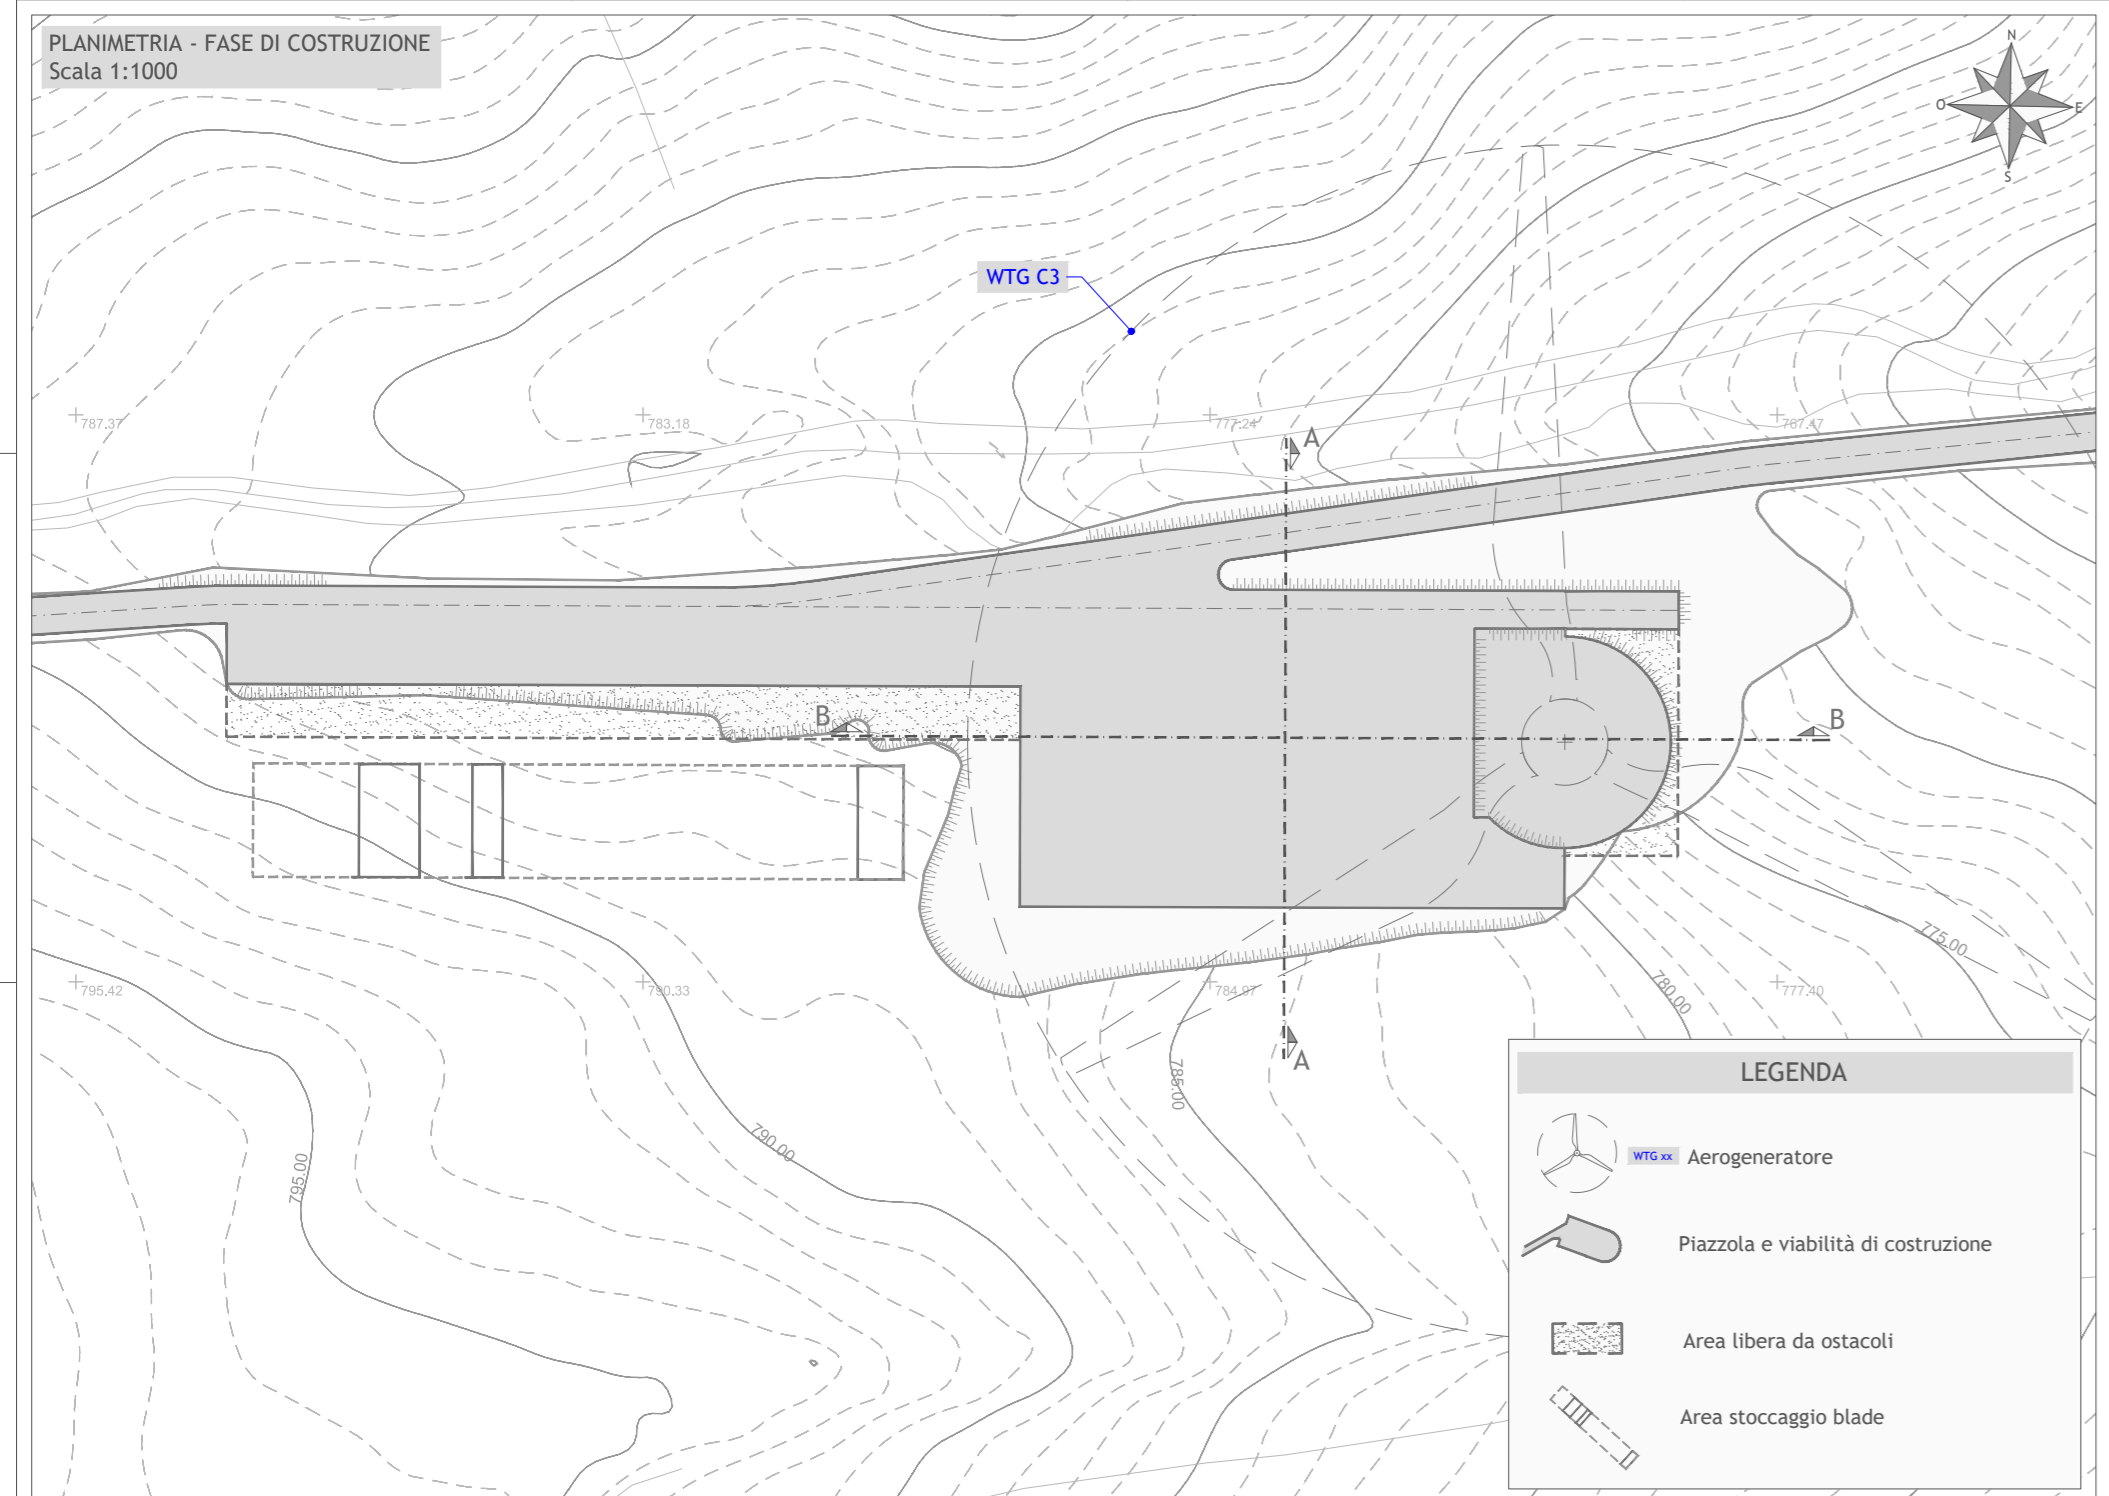 PLANIMETRIA - FASE DI COSTRUZIONE
Scala 1:1000
N
O
E
S
WTG C3
787.37
783.18
777.24
767.47
A
B
B
795.42
790.33
784.97
777.40
775.00
780.00
785.00
790.00
795.00
A
LEGENDA
WTG xx Aerogeneratore
Piazzola e viabilità di costruzione
Area libera da ostacoli
Area stoccaggio blade